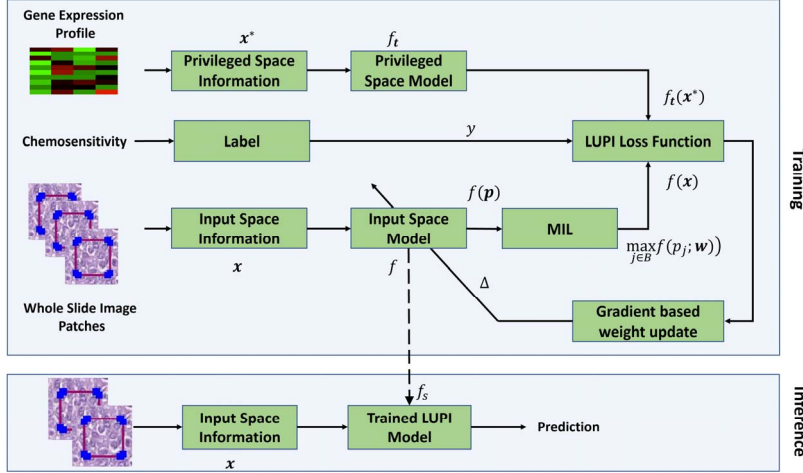 Gene Expression
Profile
x*
f_t
Privileged Space
Information
Privileged
Space Model
f_t(x*)
Chemosensitivity
Label
y
LUPI Loss Function
f(x)
f(p)
Input Space
Information
Input Space
Model
MIL
max f(p_j; w))
j∈B
x
f
Δ
Whole Slide Image
Patches
Gradient based
weight update
Training
f_s
Input Space
Information
Trained LUPI
Model
Prediction
x
Inference